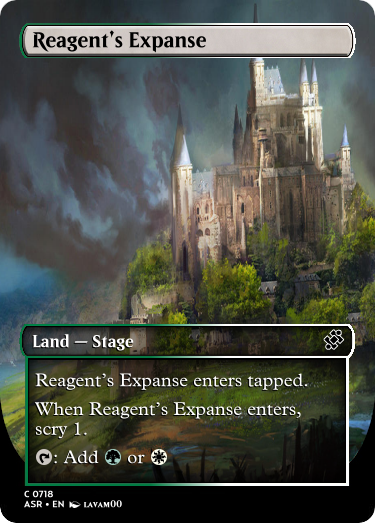 Reagent's Expanse
Land — Stage
Reagent's Expanse enters tapped.
When Reagent's Expanse enters,
scry 1.
: Add or
C 0718
ASR • EN LAVAM00